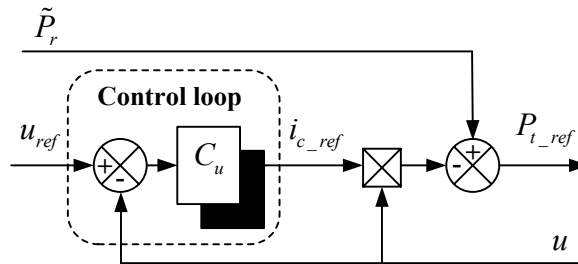 P̃_r
Control loop
u_ref
+
-
C_u
i_c_ref
-
+
P_t_ref
u